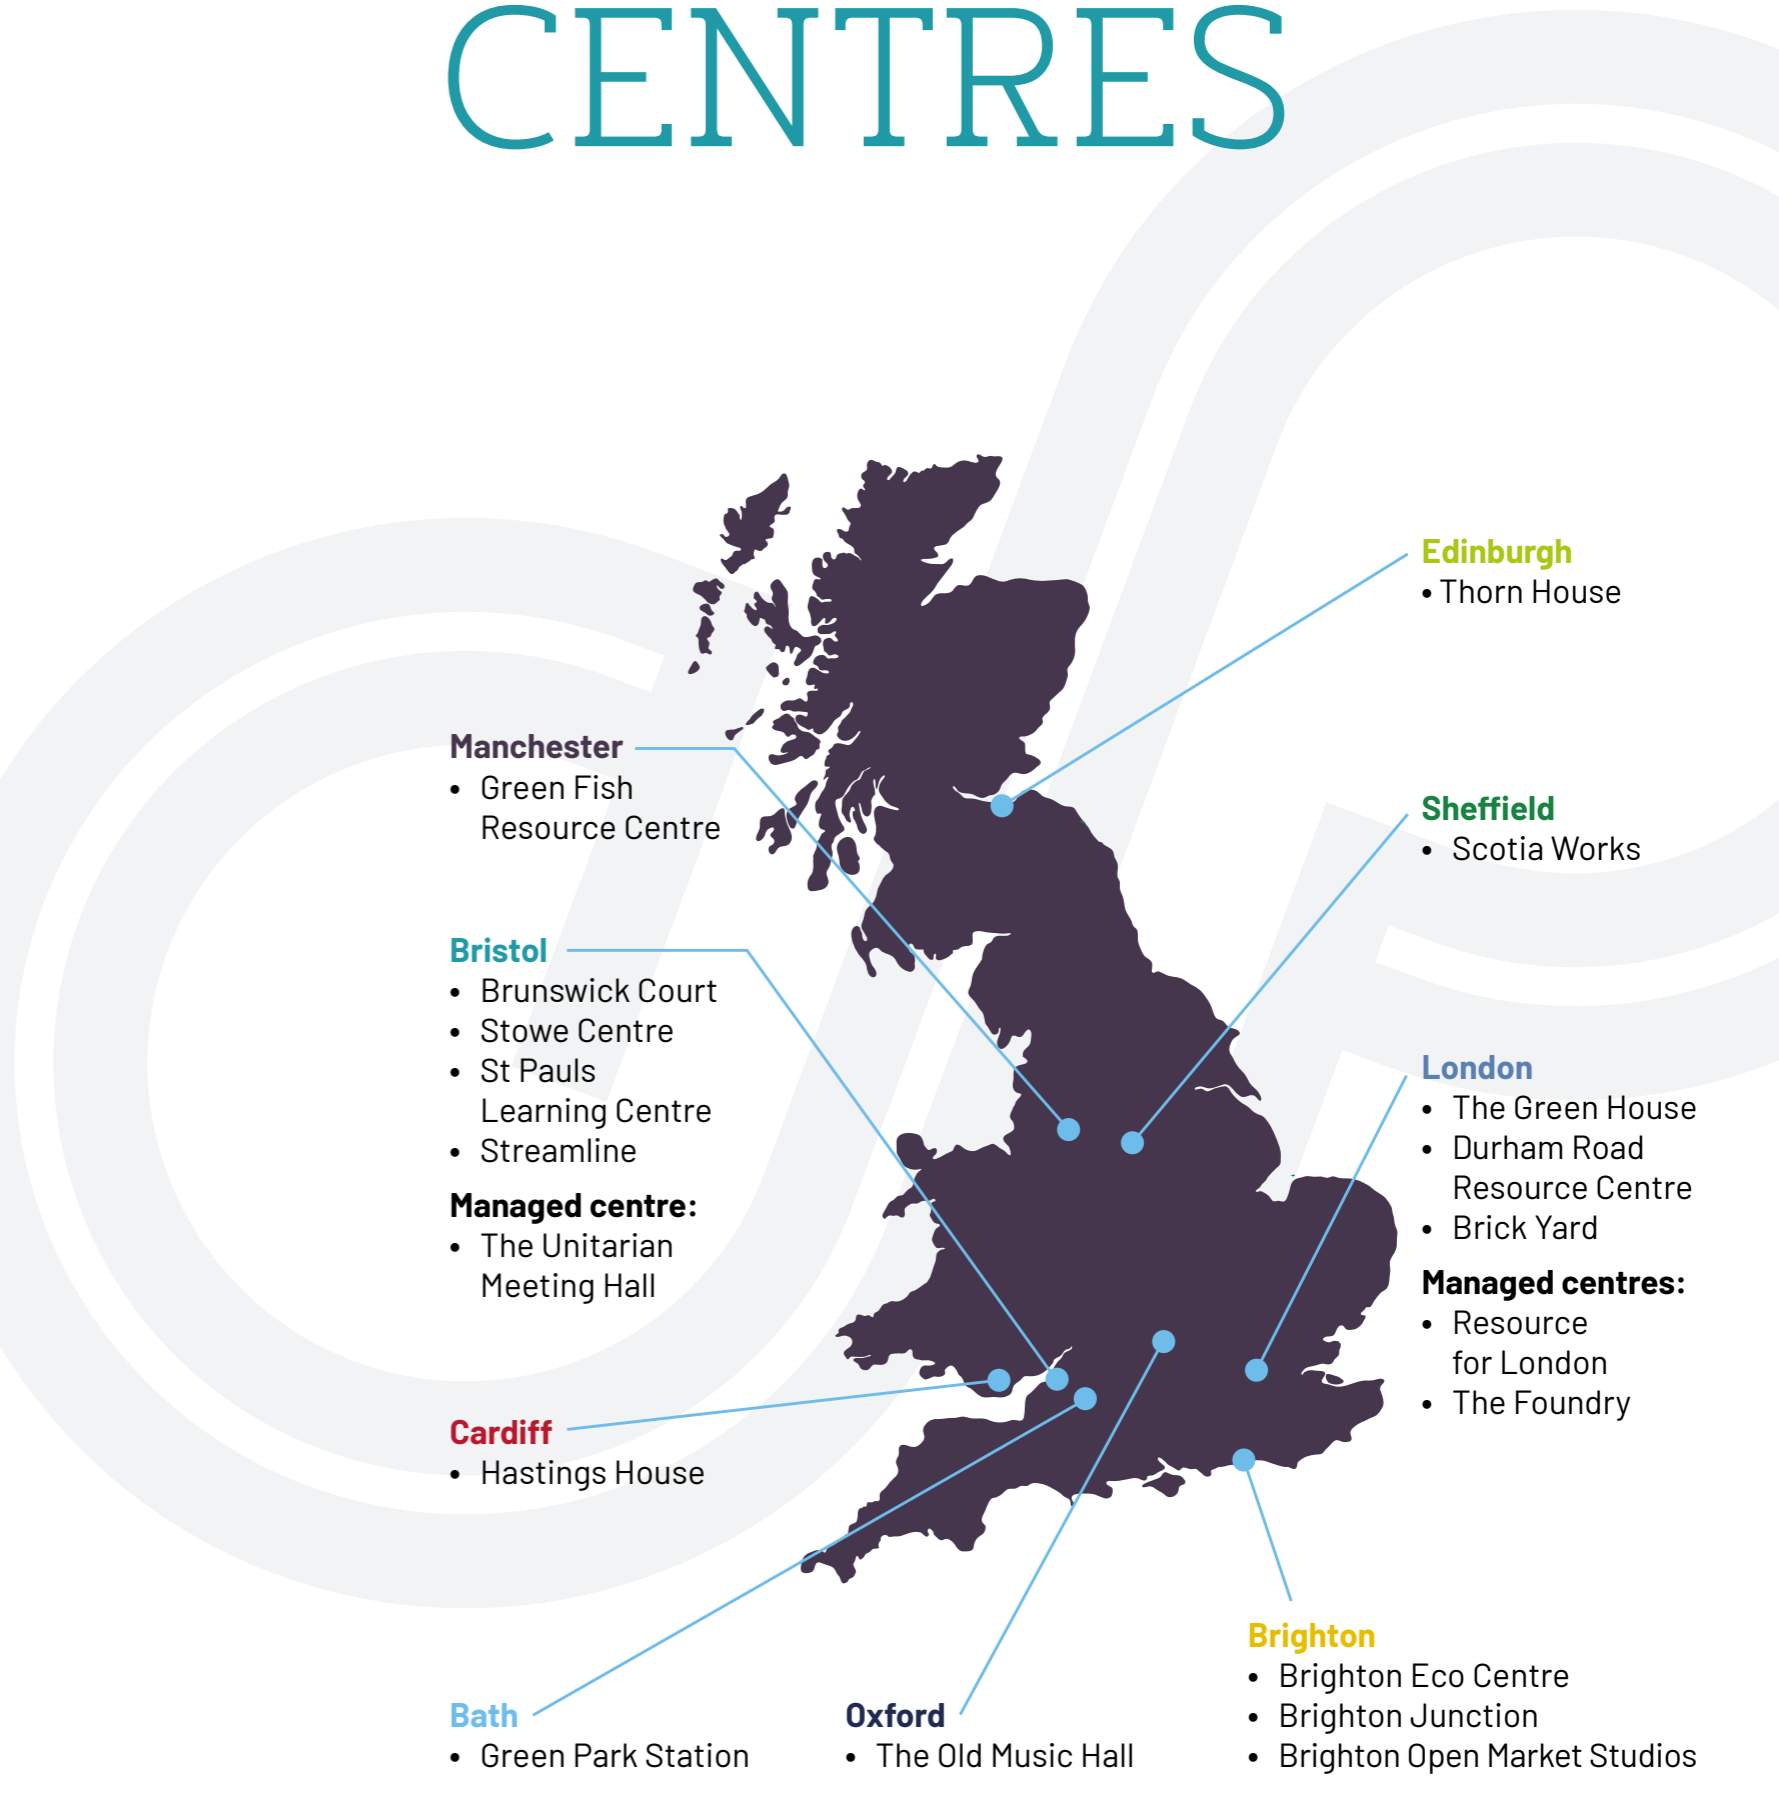 CENTRES
Edinburgh
• Thorn House
Manchester
• Green Fish
Resource Centre
Sheffield
• Scotia Works
Bristol
• Brunswick Court
• Stowe Centre
• St Pauls
Learning Centre
• Streamline
Managed centre:
• The Unitarian
Meeting Hall
London
• The Green House
• Durham Road
Resource Centre
• Brick Yard
Managed centres:
• Resource
for London
• The Foundry
Cardiff
• Hastings House
Bath
• Green Park Station
Oxford
• The Old Music Hall
Brighton
• Brighton Eco Centre
• Brighton Junction
• Brighton Open Market Studios